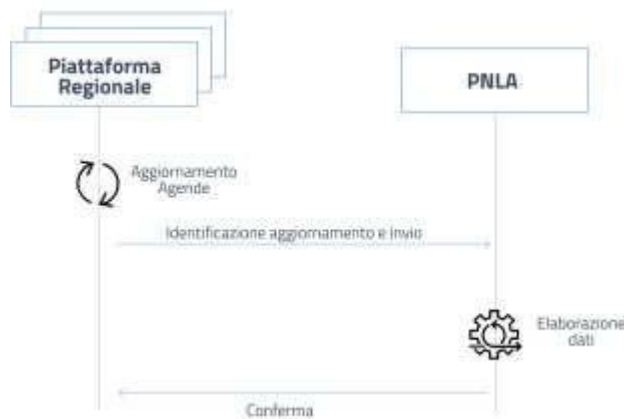 Piattaforma
Regionale
PNLA
Aggiornamento
Agende
Identificazione aggiornamento e invio
Elaborazione
dati
Conferma